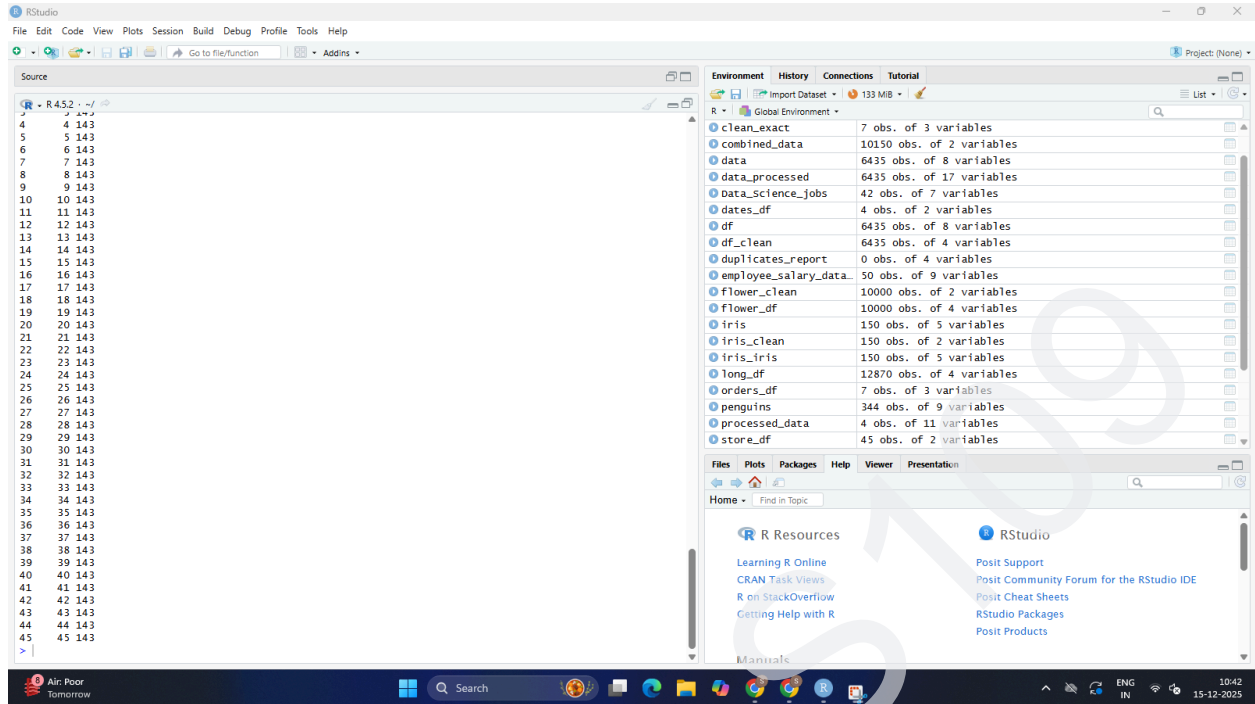 RStudio
File Edit Code View Plots Session Build Debug Profile Tools Help
Go to file/function Addins
Project: (None)
Source
R 4.5.2 · ~/
3 3 143
4 4 143
5 5 143
6 6 143
7 7 143
8 8 143
9 9 143
10 10 143
11 11 143
12 12 143
13 13 143
14 14 143
15 15 143
16 16 143
17 17 143
18 18 143
19 19 143
20 20 143
21 21 143
22 22 143
23 23 143
24 24 143
25 25 143
26 26 143
27 27 143
28 28 143
29 29 143
30 30 143
31 31 143
32 32 143
33 33 143
34 34 143
35 35 143
36 36 143
37 37 143
38 38 143
39 39 143
40 40 143
41 41 143
42 42 143
43 43 143
44 44 143
45 45 143
>
Environment History Connections Tutorial
Import Dataset 133 MiB List
R Global Environment
clean_exact 7 obs. of 3 variables
combined_data 10150 obs. of 2 variables
data 6435 obs. of 8 variables
data_processed 6435 obs. of 17 variables
Data_Science_jobs 42 obs. of 7 variables
dates_df 4 obs. of 2 variables
df 6435 obs. of 8 variables
df_clean 6435 obs. of 4 variables
duplicates_report 0 obs. of 4 variables
employee_salary_data… 50 obs. of 9 variables
flower_clean 10000 obs. of 2 variables
flower_df 10000 obs. of 4 variables
iris 150 obs. of 5 variables
iris_clean 150 obs. of 2 variables
iris_iris 150 obs. of 5 variables
long_df 12870 obs. of 4 variables
orders_df 7 obs. of 3 variables
penguins 344 obs. of 9 variables
processed_data 4 obs. of 11 variables
store_df 45 obs. of 2 variables
Files Plots Packages Help Viewer Presentation
Home Find in Topic
R Resources
Learning R Online
CRAN Task Views
R on StackOverflow
Getting Help with R
RStudio
Posit Support
Posit Community Forum for the RStudio IDE
Posit Cheat Sheets
RStudio Packages
Posit Products
Manuals
S109
8 Air: Poor
Tomorrow
Search
ENG
IN
10:42
15-12-2025